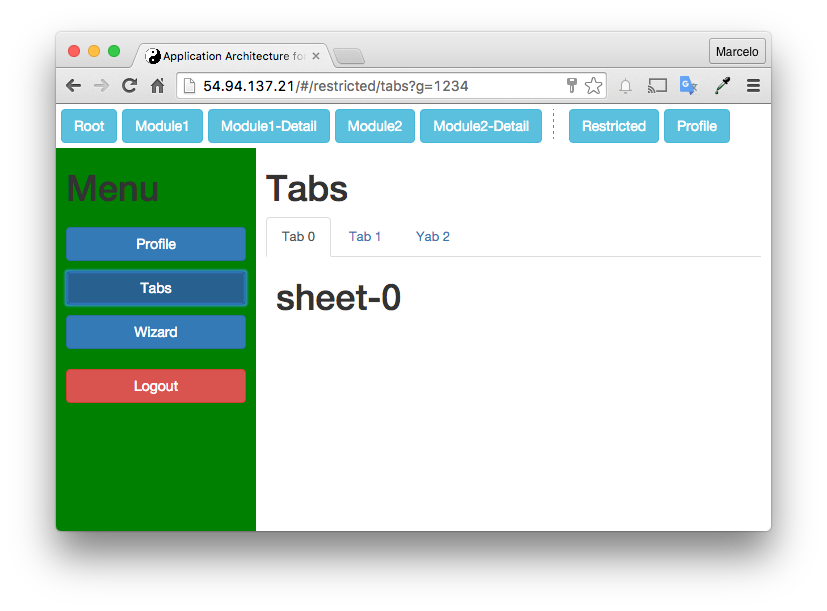 Application Architecture for
Marcelo
54.94.137.21/#/restricted/tabs?g=1234
Root Module1 Module1-Detail Module2 Module2-Detail Restricted Profile
Menu
Profile
Tabs
Wizard
Logout
Tabs
Tab 0 Tab 1 Yab 2
sheet-0